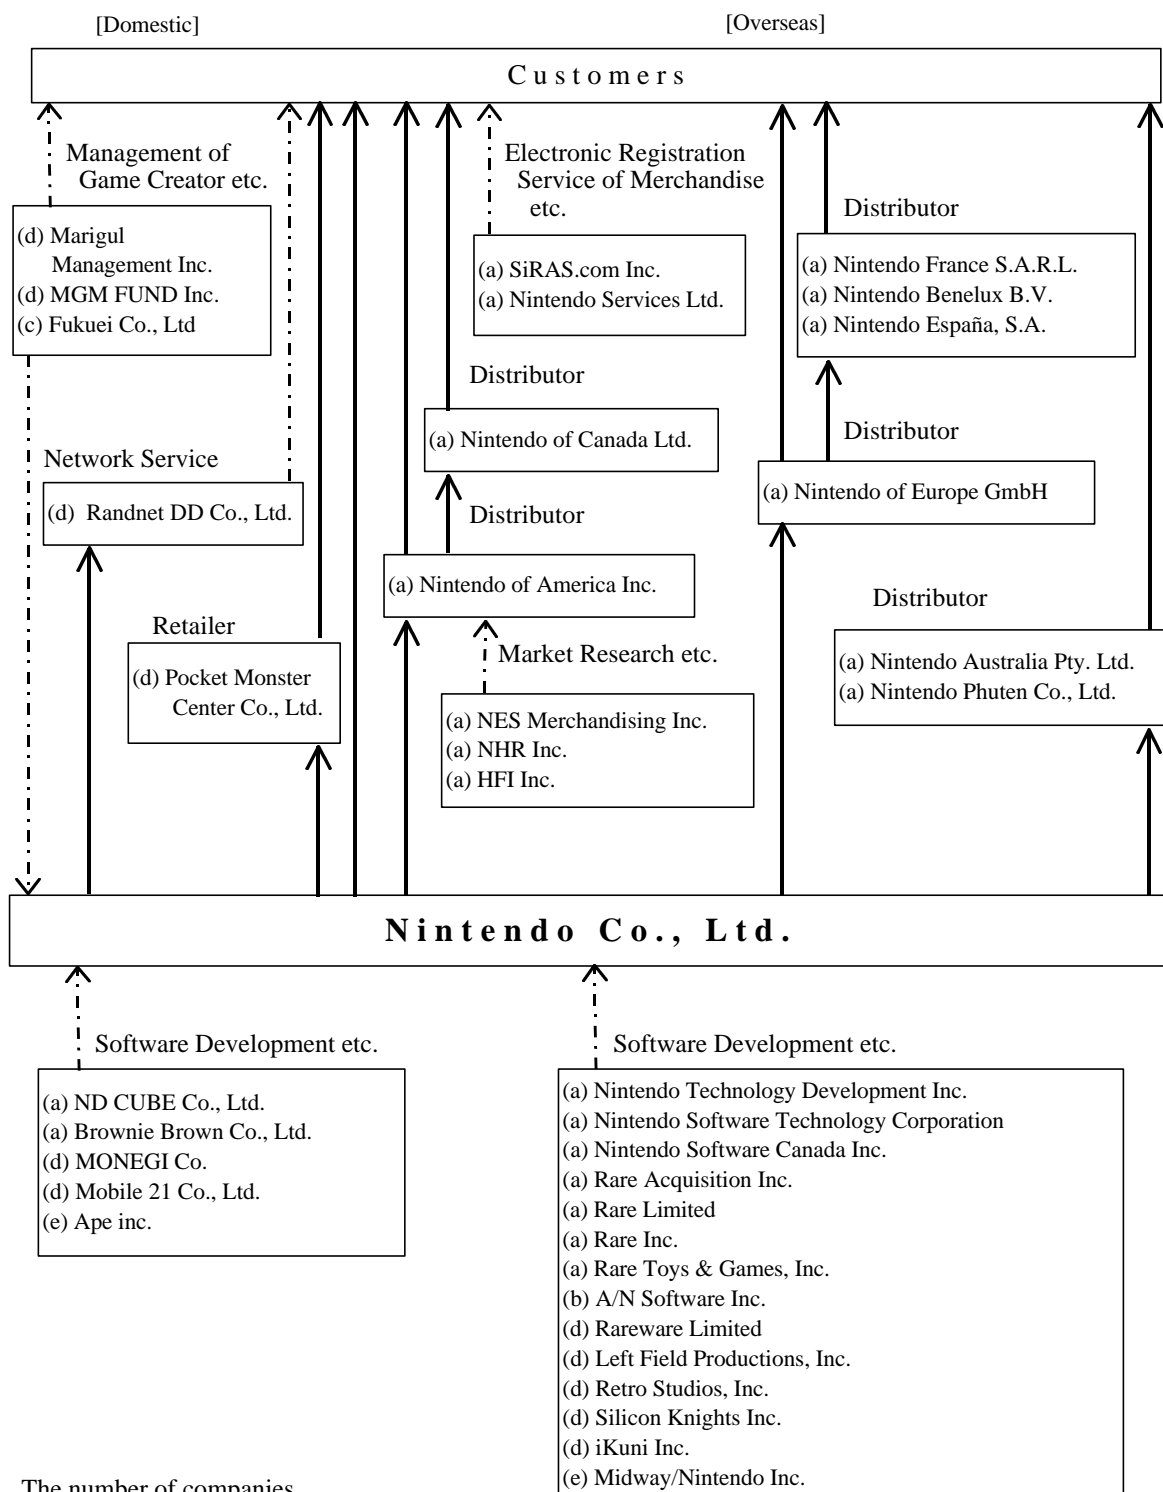 [Domestic]
[Overseas]
Customers
Management of
Game Creator etc.
(d) Marigul
Management Inc.
(d) MGM FUND Inc.
(c) Fukuei Co., Ltd
Electronic Registration
Service of Merchandise
etc.
(a) SiRAS.com Inc.
(a) Nintendo Services Ltd.
Distributor
(a) Nintendo France S.A.R.L.
(a) Nintendo Benelux B.V.
(a) Nintendo España, S.A.
Distributor
(a) Nintendo of Canada Ltd.
Distributor
(a) Nintendo of Europe GmbH
Network Service
(d) Randnet DD Co., Ltd.
Distributor
(a) Nintendo of America Inc.
Retailer
(d) Pocket Monster
Center Co., Ltd.
Market Research etc.
(a) NES Merchandising Inc.
(a) NHR Inc.
(a) HFI Inc.
Distributor
(a) Nintendo Australia Pty. Ltd.
(a) Nintendo Phuten Co., Ltd.
Nintendo Co., Ltd.
Software Development etc.
(a) ND CUBE Co., Ltd.
(a) Brownie Brown Co., Ltd.
(d) MONEGI Co.
(d) Mobile 21 Co., Ltd.
(e) Ape inc.
Software Development etc.
(a) Nintendo Technology Development Inc.
(a) Nintendo Software Technology Corporation
(a) Nintendo Software Canada Inc.
(a) Rare Acquisition Inc.
(a) Rare Limited
(a) Rare Inc.
(a) Rare Toys & Games, Inc.
(b) A/N Software Inc.
(d) Rareware Limited
(d) Left Field Productions, Inc.
(d) Retro Studios, Inc.
(d) Silicon Knights Inc.
(d) iKuni Inc.
(e) Midway/Nintendo Inc.
The number of companies